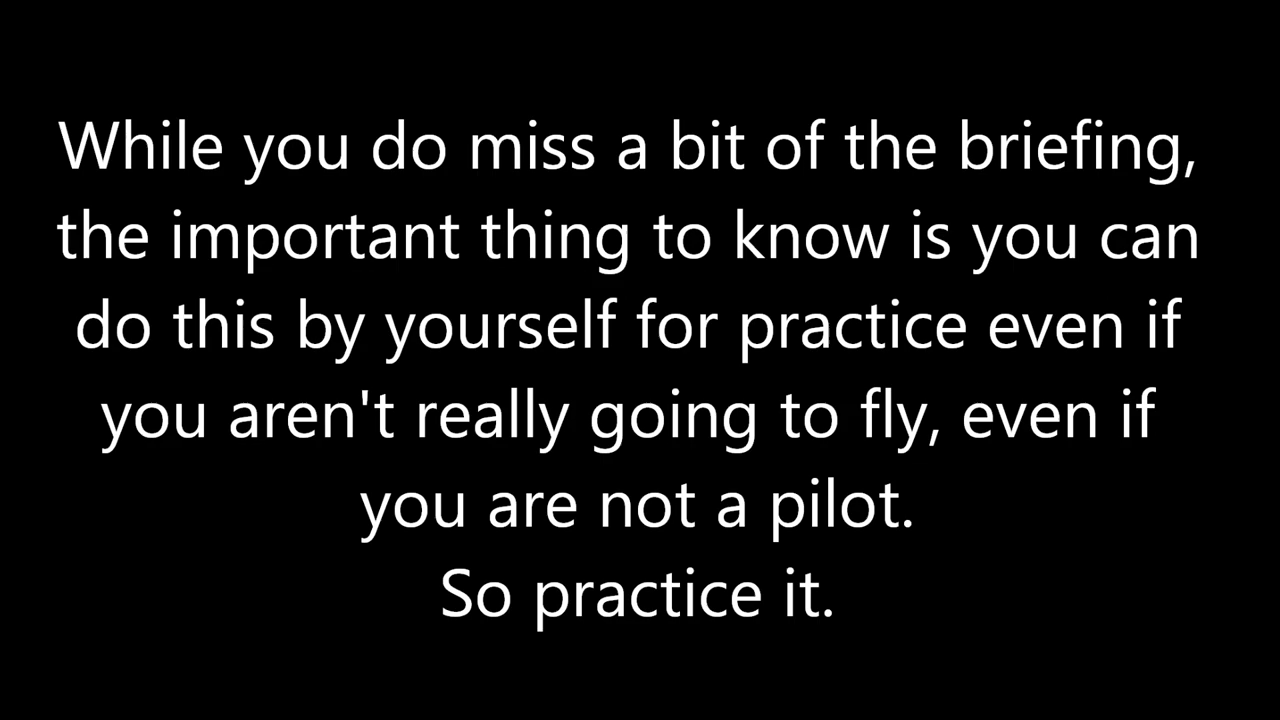 While you do miss a bit of the briefing,
the important thing to know is you can
do this by yourself for practice even if
you aren't really going to fly, even if
you are not a pilot.
So practice it.